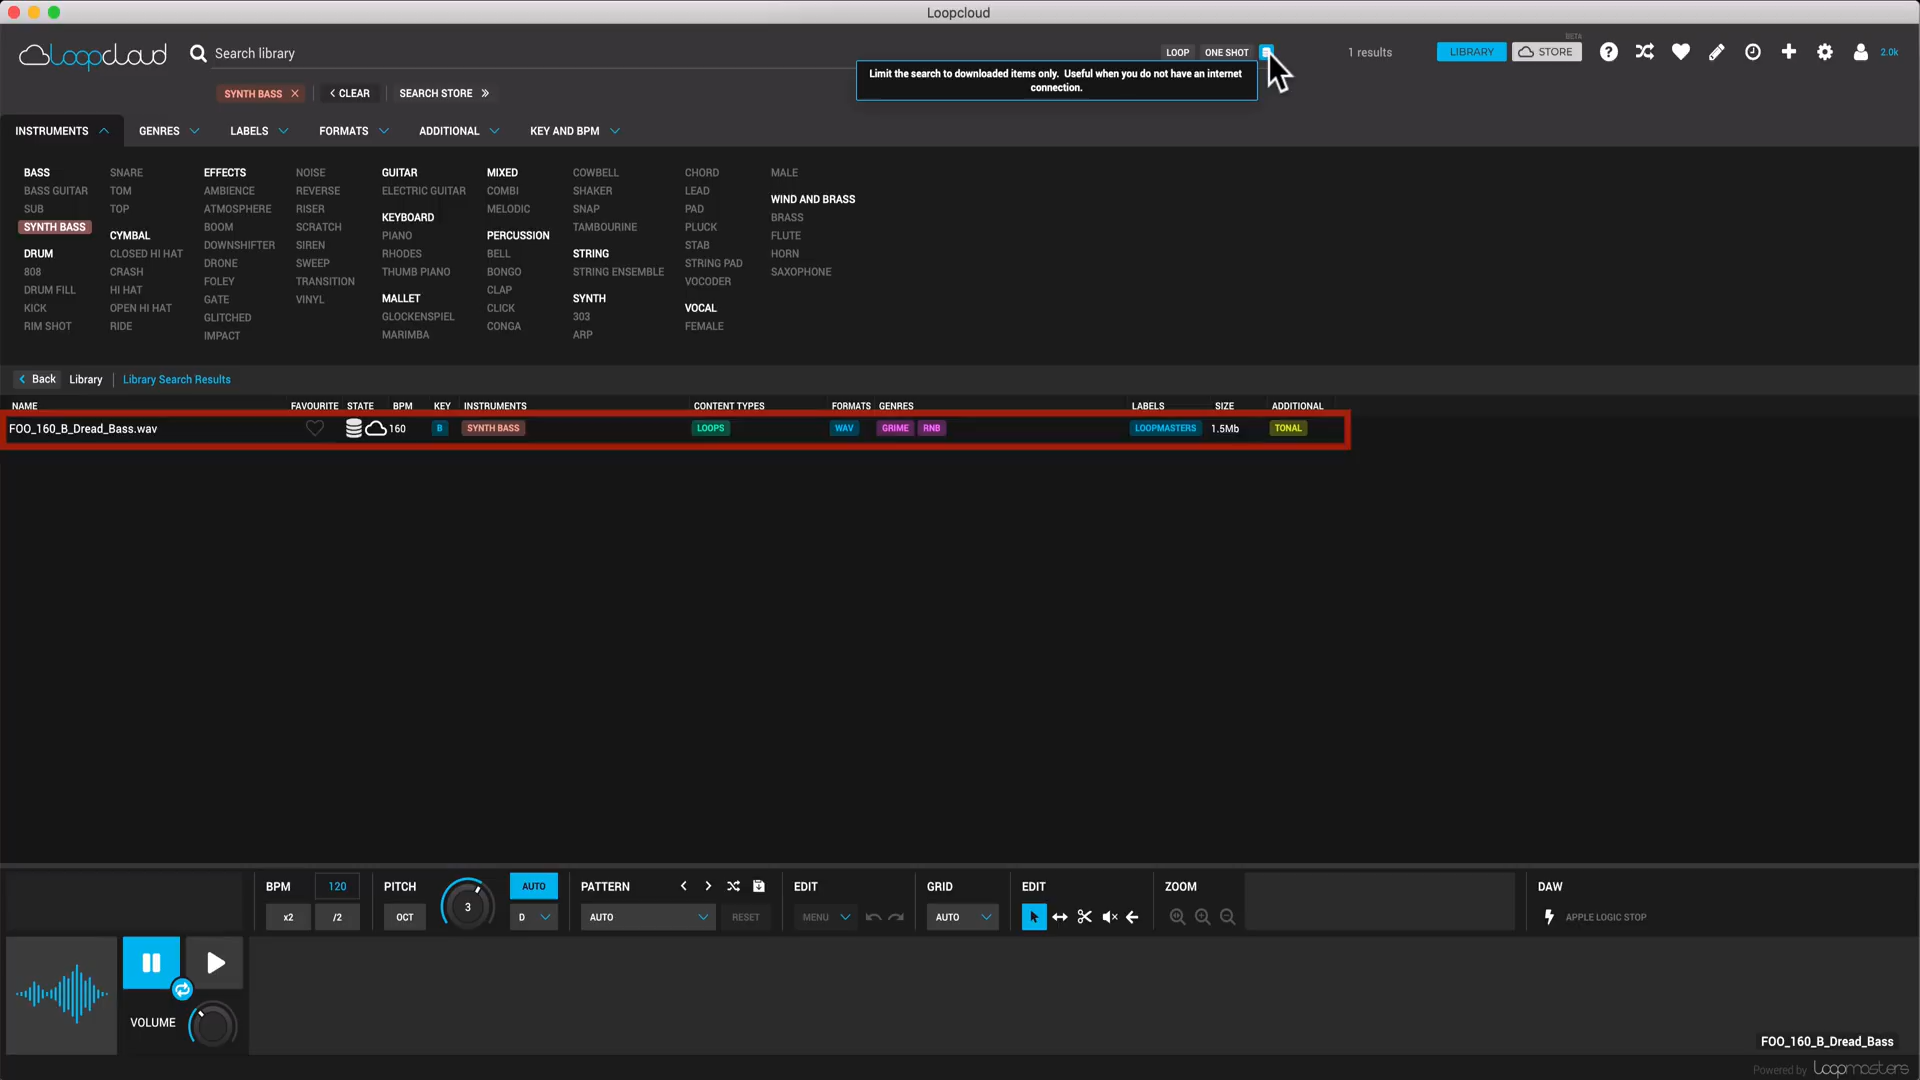 Loopcloud
loopcloud
Search library
LOOP
ONE SHOT
1 results
LIBRARY
BETA
STORE
2.0k
Limit the search to downloaded items only. Useful when you do not have an internet
connection.
SYNTH BASS ×
CLEAR
SEARCH STORE
INSTRUMENTS
GENRES
LABELS
FORMATS
ADDITIONAL
KEY AND BPM
BASS
BASS GUITAR
SUB
SYNTH BASS
DRUM
808
DRUM FILL
KICK
RIM SHOT
SNARE
TOM
TOP
CYMBAL
CLOSED HI HAT
CRASH
HI HAT
OPEN HI HAT
RIDE
EFFECTS
AMBIENCE
ATMOSPHERE
BOOM
DOWNSHIFTER
DRONE
FOLEY
GATE
GLITCHED
IMPACT
NOISE
REVERSE
RISER
SCRATCH
SIREN
SWEEP
TRANSITION
VINYL
GUITAR
ELECTRIC GUITAR
KEYBOARD
PIANO
RHODES
THUMB PIANO
MALLET
GLOCKENSPIEL
MARIMBA
MIXED
COMBI
MELODIC
PERCUSSION
BELL
BONGO
CLAP
CLICK
CONGA
COWBELL
SHAKER
SNAP
TAMBOURINE
STRING
STRING ENSEMBLE
SYNTH
303
ARP
CHORD
LEAD
PAD
PLUCK
STAB
STRING PAD
VOCODER
VOCAL
FEMALE
MALE
WIND AND BRASS
BRASS
FLUTE
HORN
SAXOPHONE
Back Library Library Search Results
NAME FAVOURITE STATE BPM KEY INSTRUMENTS CONTENT TYPES FORMATS GENRES LABELS SIZE ADDITIONAL
FOO_160_B_Dread_Bass.wav 160 B SYNTH BASS LOOPS WAV GRIME RNB LOOPMASTERS 1.5Mb TONAL
BPM 120
x2 /2
PITCH
OCT
3
AUTO
D
PATTERN
AUTO
RESET
EDIT
MENU
GRID
AUTO
EDIT
ZOOM
DAW
APPLE LOGIC STOP
VOLUME
FOO_160_B_Dread_Bass
Powered by loopmasters